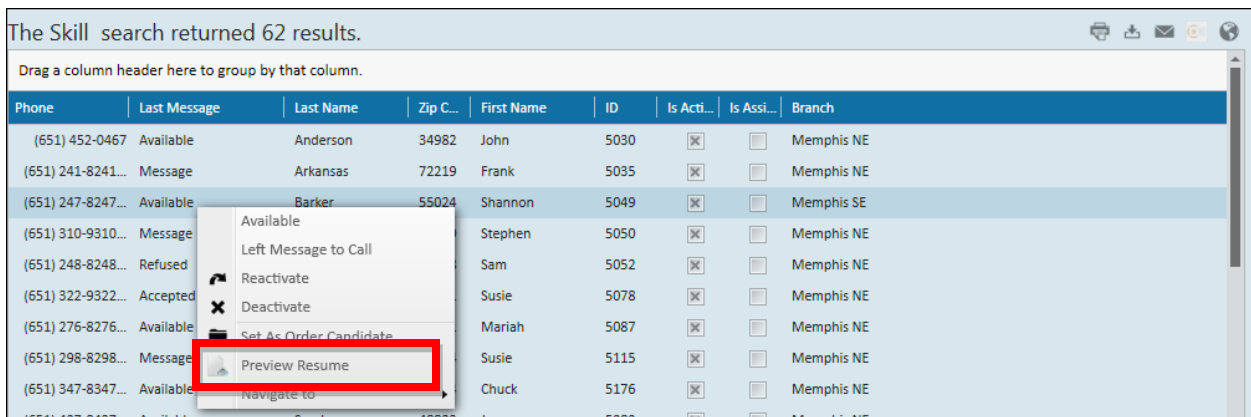 The Skill search returned 62 results.
Drag a column header here to group by that column.
Phone Last Message Last Name Zip C... First Name ID Is Acti... Is Assi... Branch
(651) 452-0467 Available Anderson 34982 John 5030 Memphis NE
(651) 241-8241... Message Arkansas 72219 Frank 5035 Memphis NE
(651) 247-8247... Available Barker 55024 Shannon 5049 Memphis SE
(651) 310-9310... Message Stephen 5050 Memphis NE
(651) 248-8248... Refused Sam 5052 Memphis NE
(651) 322-9322... Accepted Susie 5078 Memphis NE
(651) 276-8276... Available Mariah 5087 Memphis NE
(651) 298-8298... Message Susie 5115 Memphis NE
(651) 347-8347... Available Chuck 5176 Memphis NE
Available
Left Message to Call
Reactivate
Deactivate
Set As Order Candidate
Preview Resume
Navigate to